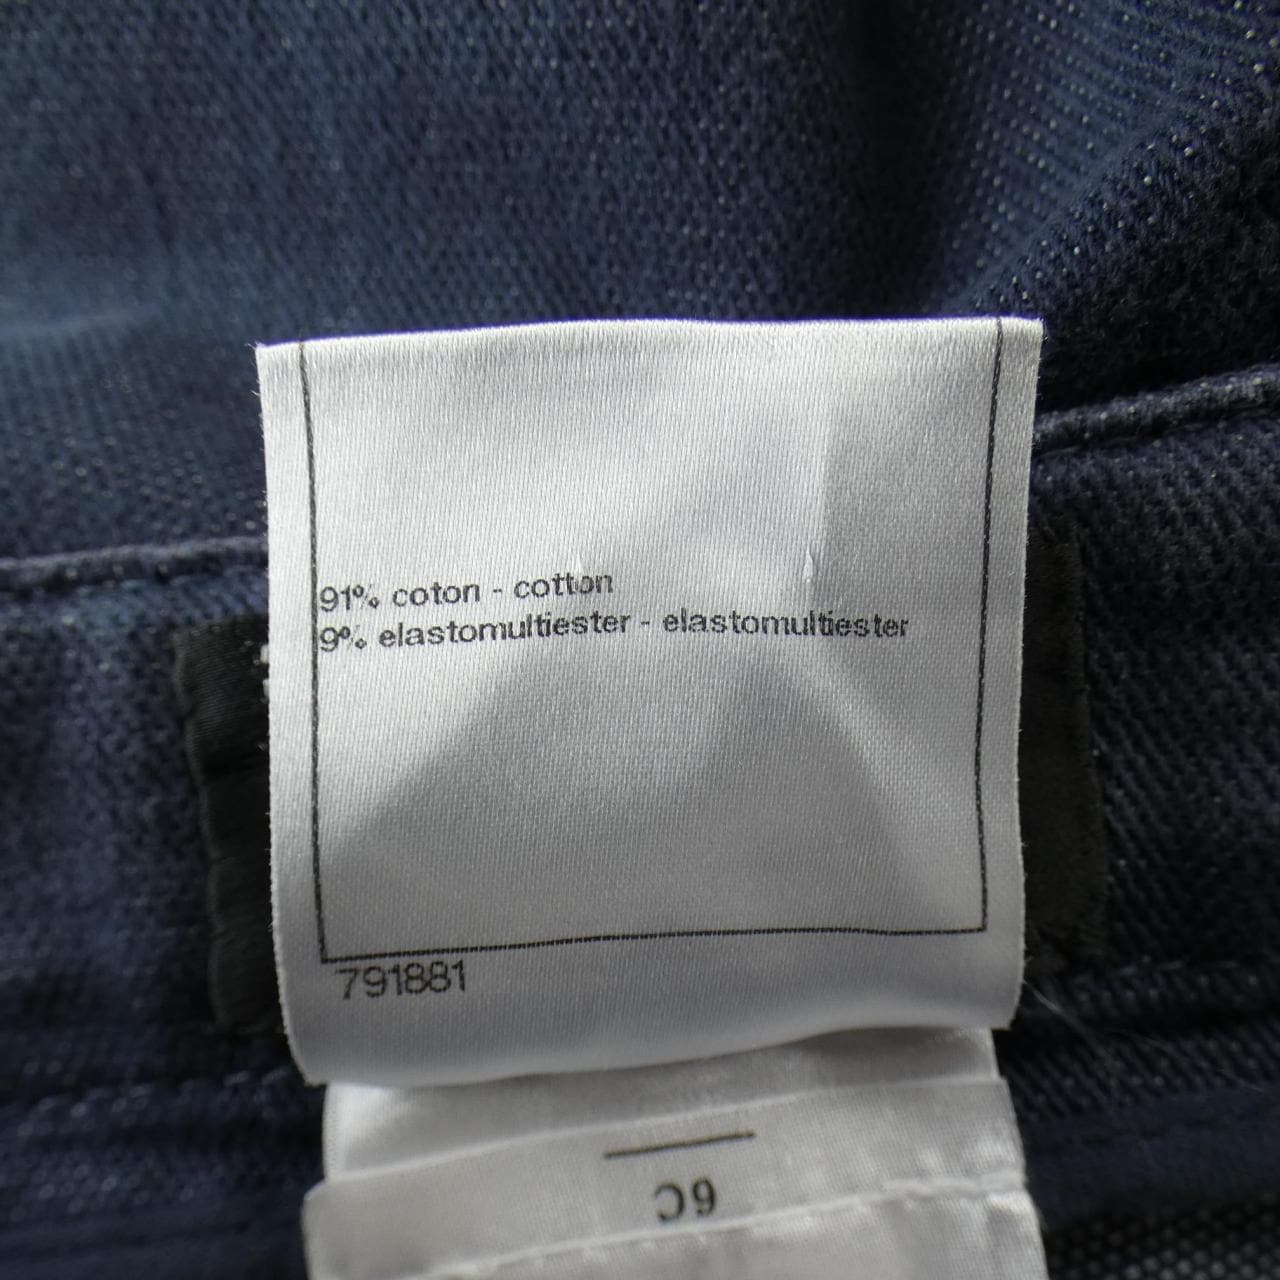 91% coton - cotton
9% elastomultiester - elastomultiester
791881